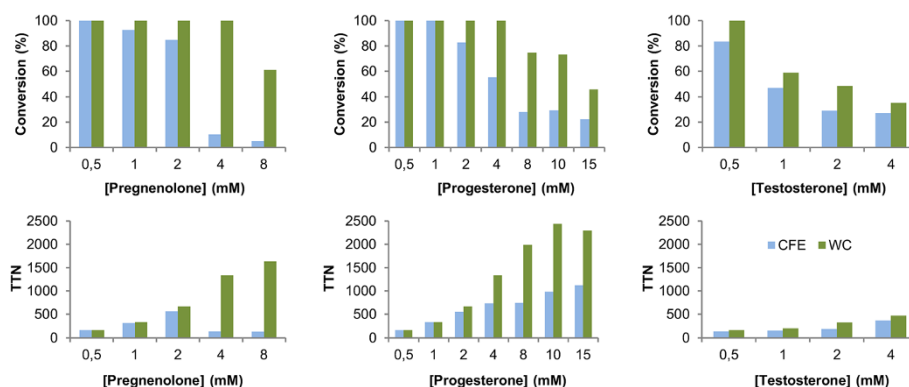 Conversion (%)
100
80
60
40
20
0
0,5 1 2 4 8
[Pregnenolone] (mM)
Conversion (%)
100
80
60
40
20
0
0,5 1 2 4 8 10 15
[Progesterone] (mM)
Conversion (%)
100
80
60
40
20
0
0,5 1 2 4
[Testosterone] (mM)
TTN
2500
2000
1500
1000
500
0
0,5 1 2 4 8
[Pregnenolone] (mM)
TTN
2500
2000
1500
1000
500
0
0,5 1 2 4 8 10 15
[Progesterone] (mM)
TTN
2500
2000
1500
1000
500
0
CFE WC
0,5 1 2 4
[Testosterone] (mM)